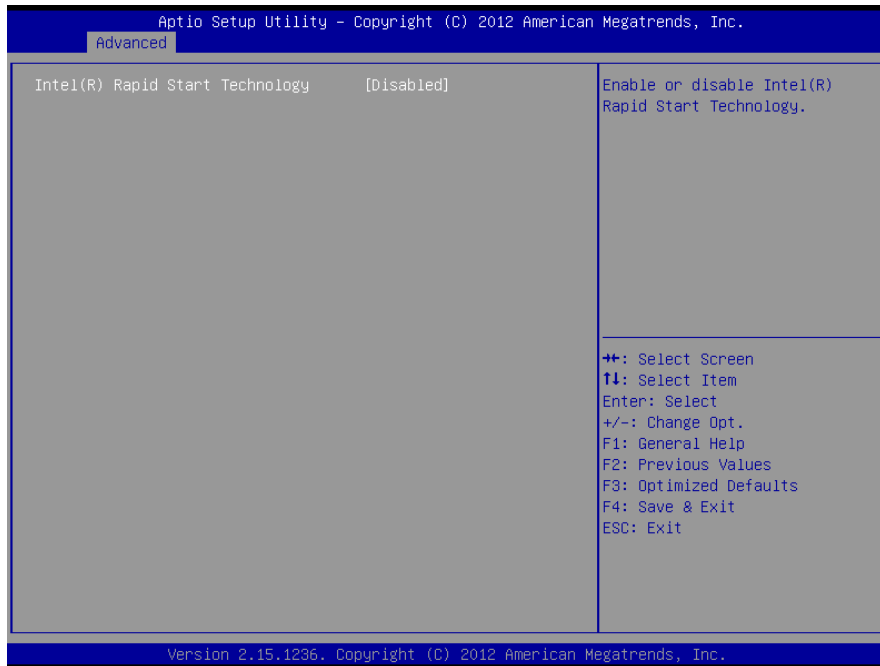 Aptio Setup Utility – Copyright (C) 2012 American Megatrends, Inc.
Advanced
Intel(R) Rapid Start Technology [Disabled]
Enable or disable Intel(R)
Rapid Start Technology.
→←: Select Screen
↑↓: Select Item
Enter: Select
+/-: Change Opt.
F1: General Help
F2: Previous Values
F3: Optimized Defaults
F4: Save & Exit
ESC: Exit
Version 2.15.1236. Copyright (C) 2012 American Megatrends, Inc.